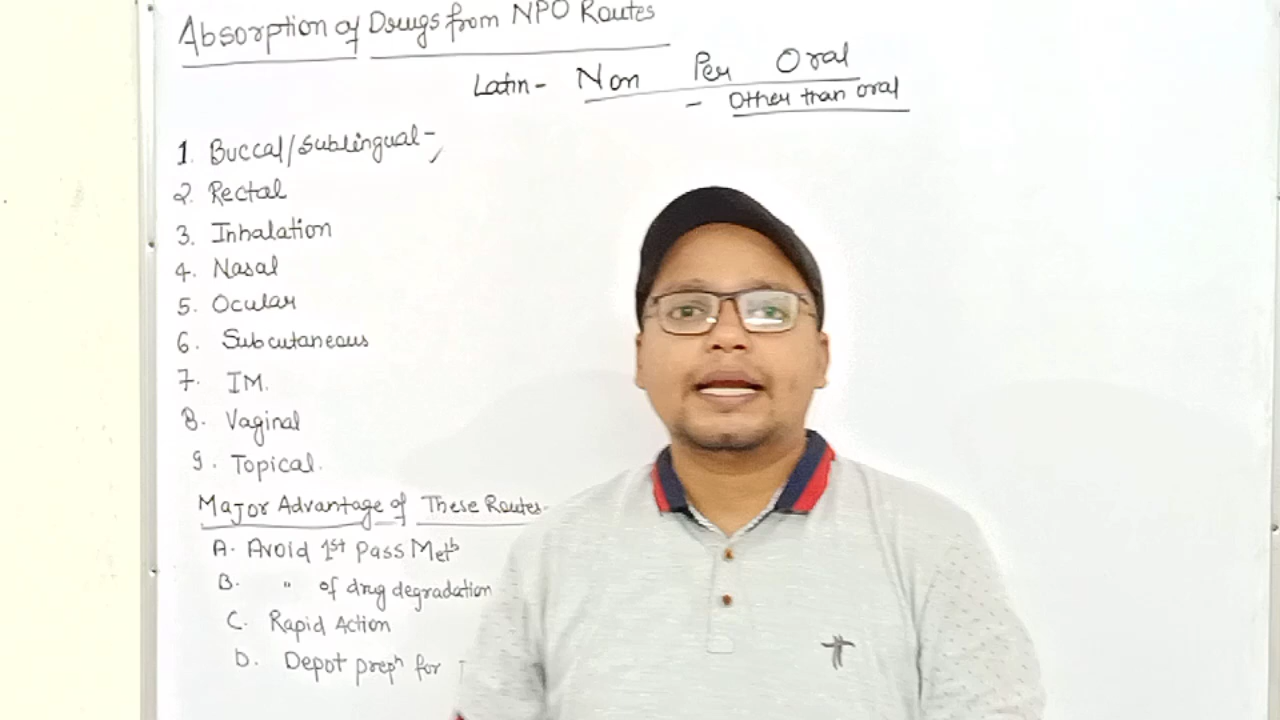 Absorption of Drugs from NPO Routes
Latin- Non Per Oral
- Other than oral
1. Buccal/Sublingual-,
2. Rectal
3. Inhalation
4. Nasal
5. Ocular
6. Subcutaneous
7. IM.
8. Vaginal
9. Topical.
Major Advantage of These Routes-
A. Avoid 1st Pass Metb
B. " of drug degradation
C. Rapid Action
D. Depot preph for